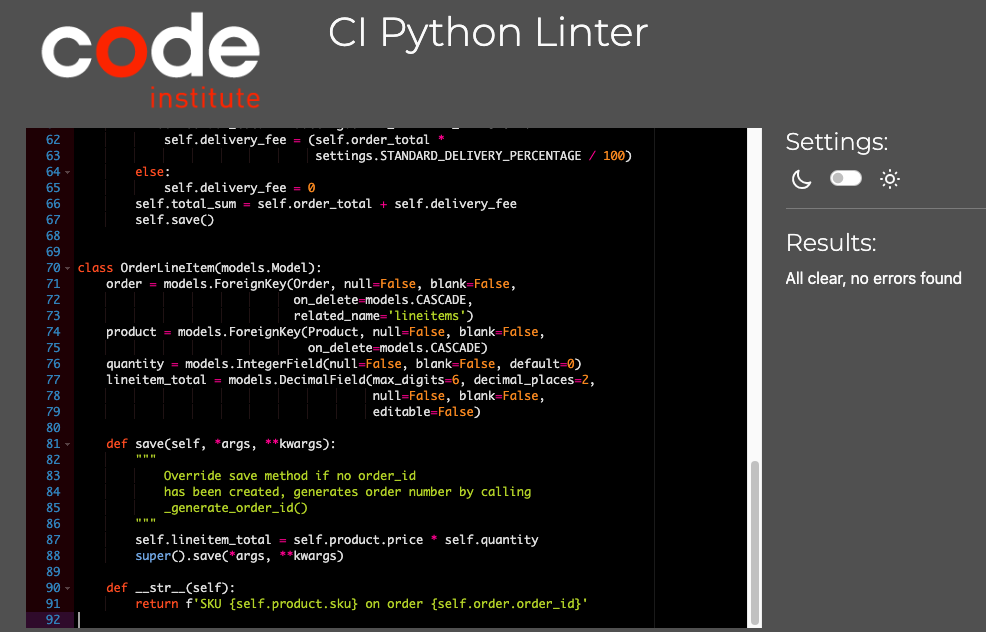 code
institute
CI Python Linter
62 self.delivery_fee = (self.order_total *
63 settings.STANDARD_DELIVERY_PERCENTAGE / 100)
64 else:
65 self.delivery_fee = 0
66 self.total_sum = self.order_total + self.delivery_fee
67 self.save()
68
69
70 class OrderLineItem(models.Model):
71 order = models.ForeignKey(Order, null=False, blank=False,
72 on_delete=models.CASCADE,
73 related_name='lineitems')
74 product = models.ForeignKey(Product, null=False, blank=False,
75 on_delete=models.CASCADE)
76 quantity = models.IntegerField(null=False, blank=False, default=0)
77 lineitem_total = models.DecimalField(max_digits=6, decimal_places=2,
78 null=False, blank=False,
79 editable=False)
80
81 def save(self, *args, **kwargs):
82 """
83 Override save method if no order_id
84 has been created, generates order number by calling
85 _generate_order_id()
86 """
87 self.lineitem_total = self.product.price * self.quantity
88 super().save(*args, **kwargs)
89
90 def __str__(self):
91 return f'SKU {self.product.sku} on order {self.order.order_id}'
92
Settings:
Results:
All clear, no errors found